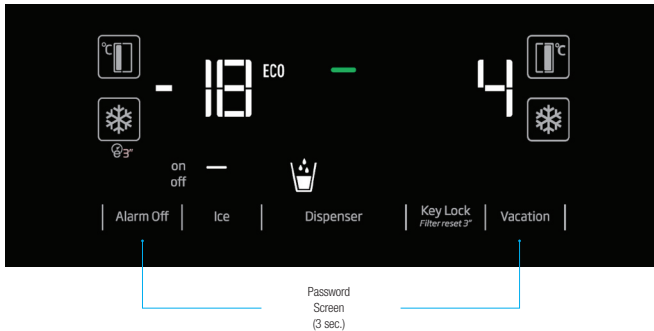 °C
°C
-18 ECO
4
3"
on
off
Alarm Off Ice Dispenser Key Lock Vacation
Filter reset 3"
Password
Screen
(3 sec.)